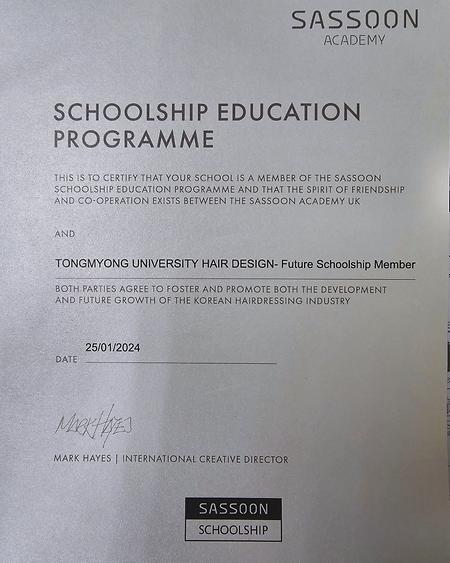 SASSOON
ACADEMY
SCHOOLSHIP EDUCATION
PROGRAMME
THIS IS TO CERTIFY THAT YOUR SCHOOL IS A MEMBER OF THE SASSOON
SCHOOLSHIP EDUCATION PROGRAMME AND THAT THE SPIRIT OF FRIENDSHIP
AND CO-OPERATION EXISTS BETWEEN THE SASSOON ACADEMY UK
AND
TONGMYONG UNIVERSITY HAIR DESIGN- Future Schoolship Member
BOTH PARTIES AGREE TO FOSTER AND PROMOTE BOTH THE DEVELOPMENT
AND FUTURE GROWTH OF THE KOREAN HAIRDRESSING INDUSTRY
25/01/2024
DATE
MARK HAYES
MARK HAYES | INTERNATIONAL CREATIVE DIRECTOR
SASSOON
SCHOOLSHIP